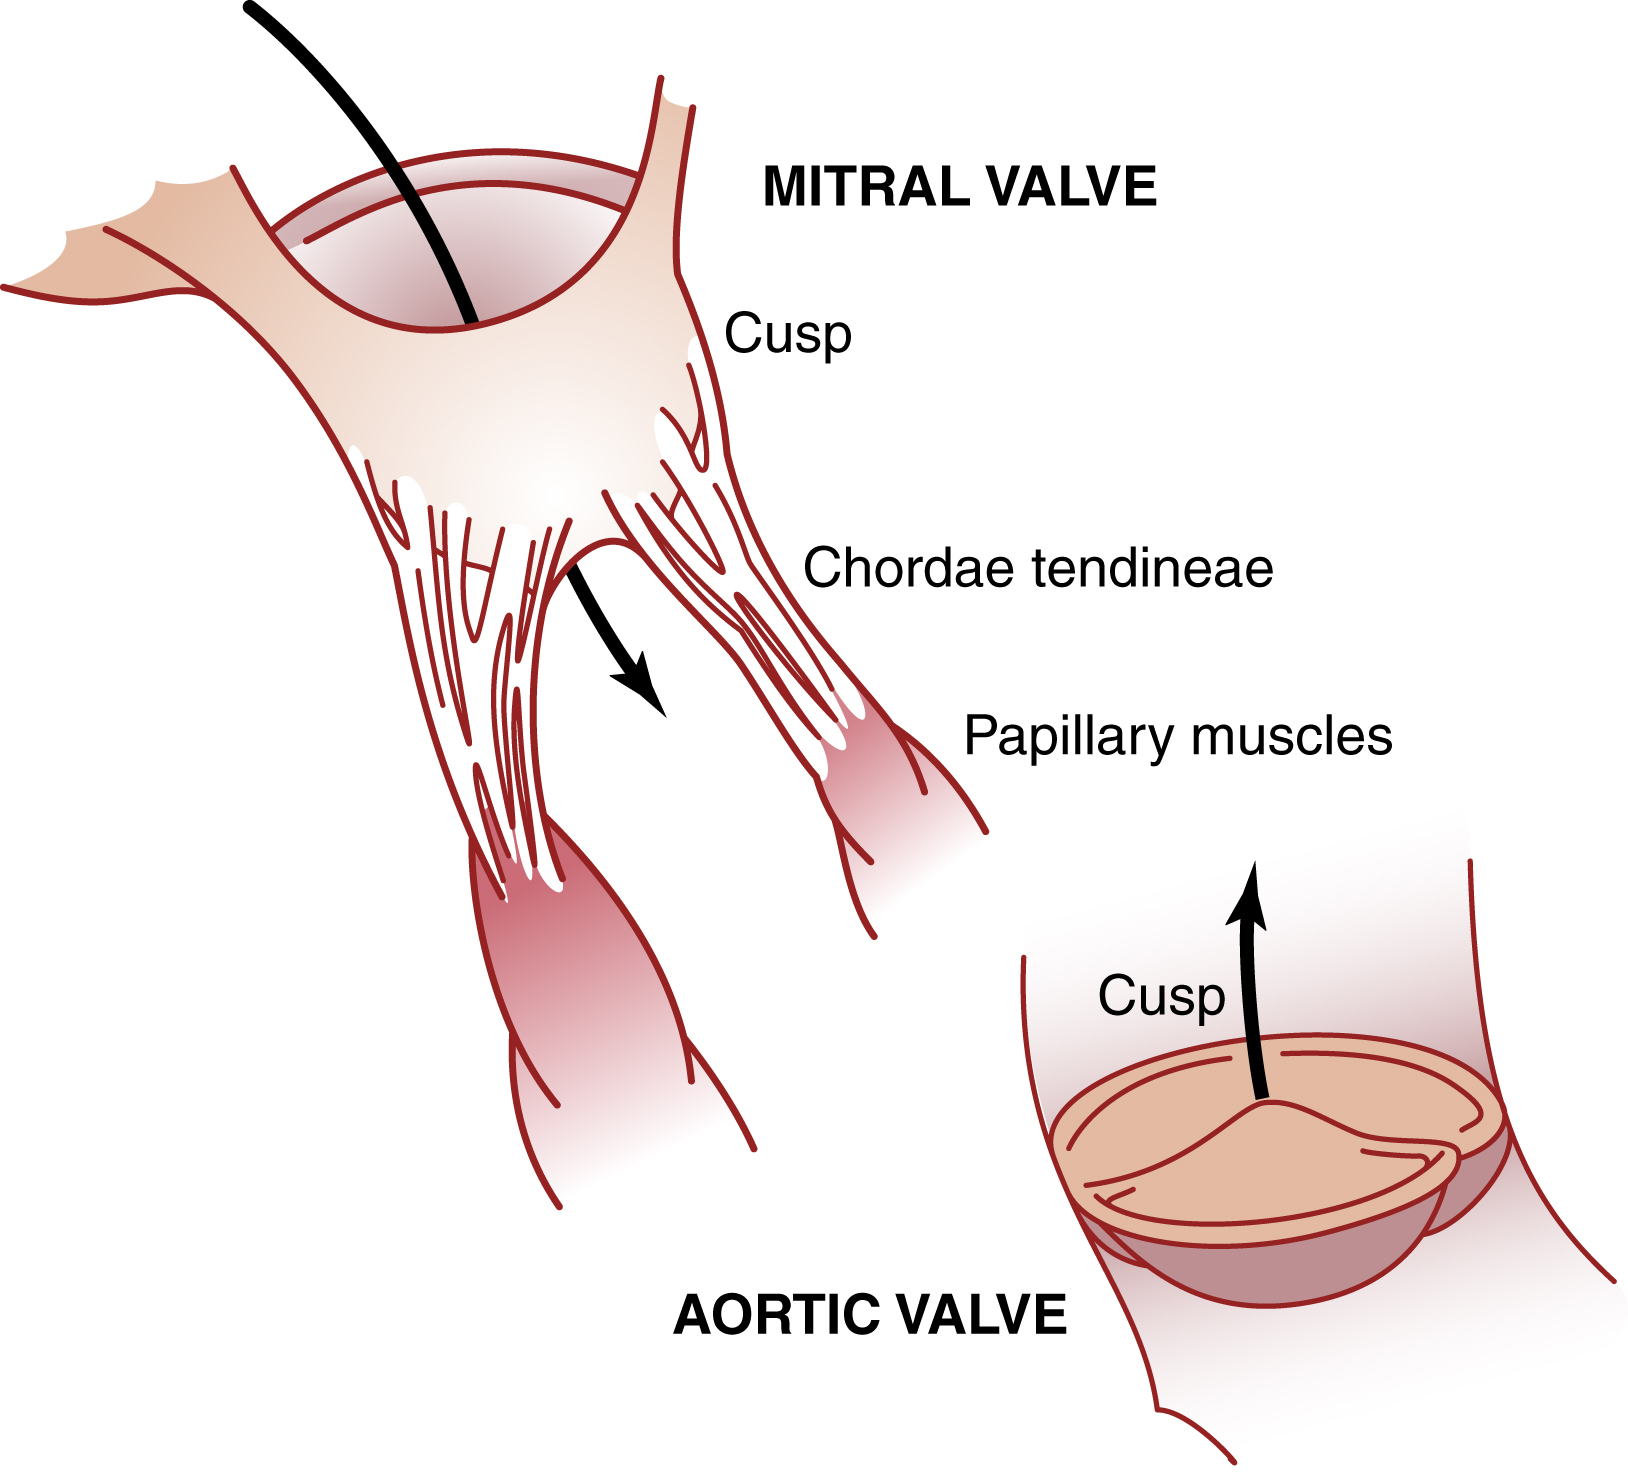 MITRAL VALVE
Cusp
Chordae tendineae
Papillary muscles
Cusp
AORTIC VALVE